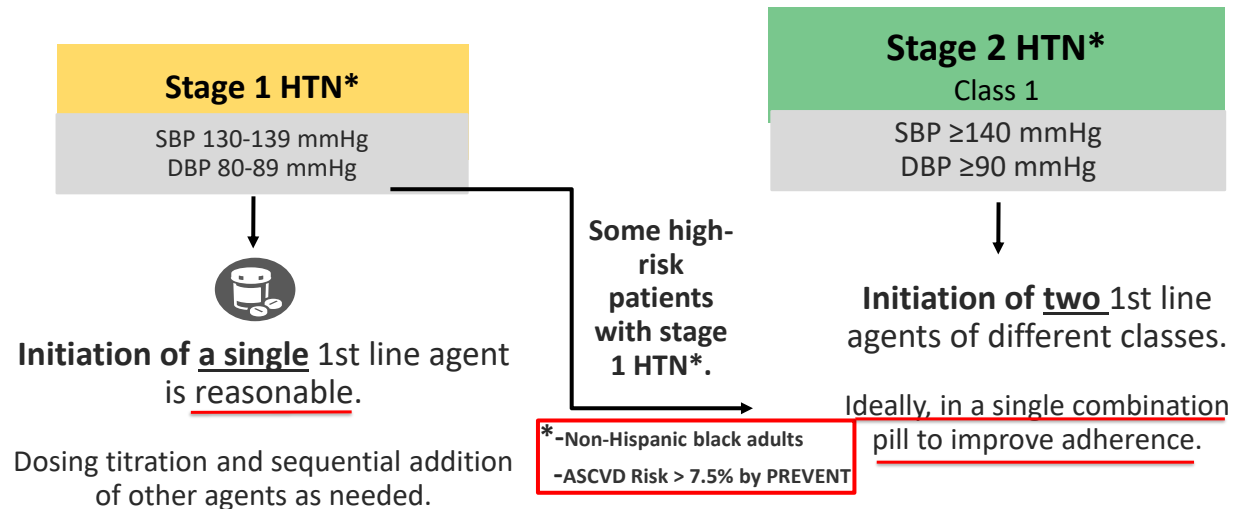 Stage 1 HTN*
SBP 130-139 mmHg
DBP 80-89 mmHg
Initiation of a single 1st line agent
is reasonable.
Dosing titration and sequential addition
of other agents as needed.
Some high-
risk
patients
with stage
1 HTN*.
*-Non-Hispanic black adults
-ASCVD Risk > 7.5% by PREVENT
Stage 2 HTN*
Class 1
SBP ≥140 mmHg
DBP ≥90 mmHg
Initiation of two 1st line
agents of different classes.
Ideally, in a single combination
pill to improve adherence.